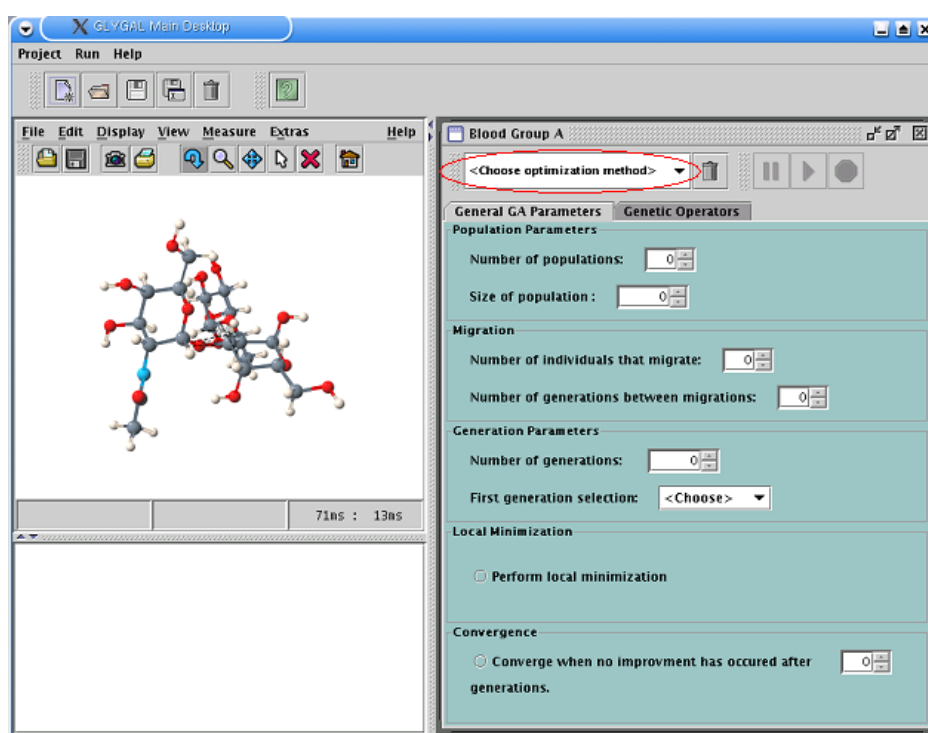 GLYGAL Main Desktop
Project Run Help
File Edit Display View Measure Extras Help
71ms : 13ms
Blood Group A
<Choose optimization method>
General GA Parameters Genetic Operators
Population Parameters
Number of populations: 0
Size of population : 0
Migration
Number of individuals that migrate: 0
Number of generations between migrations: 0
Generation Parameters
Number of generations: 0
First generation selection: <Choose>
Local Minimization
Perform local minimization
Convergence
Converge when no improvment has occured after 0
generations.